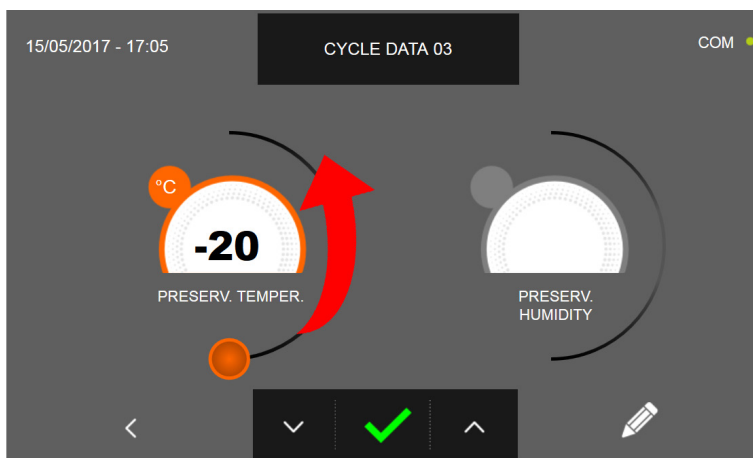 15/05/2017 - 17:05
CYCLE DATA 03
COM
°C
-20
PRESERV. TEMPER.
PRESERV.
HUMIDITY